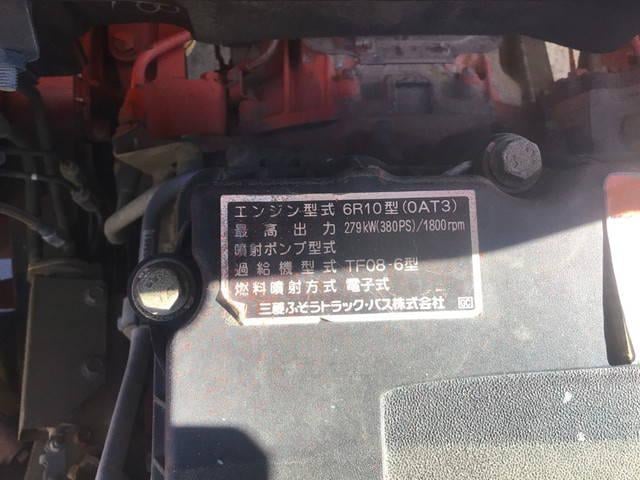 エンジン型式 6R10型(0AT3)
最高出力 279kW(380PS)/1800rpm
噴射ポンプ型式
過給機型式 TF08-6型
燃料噴射方式 電子式
三菱ふそうトラック・バス株式会社